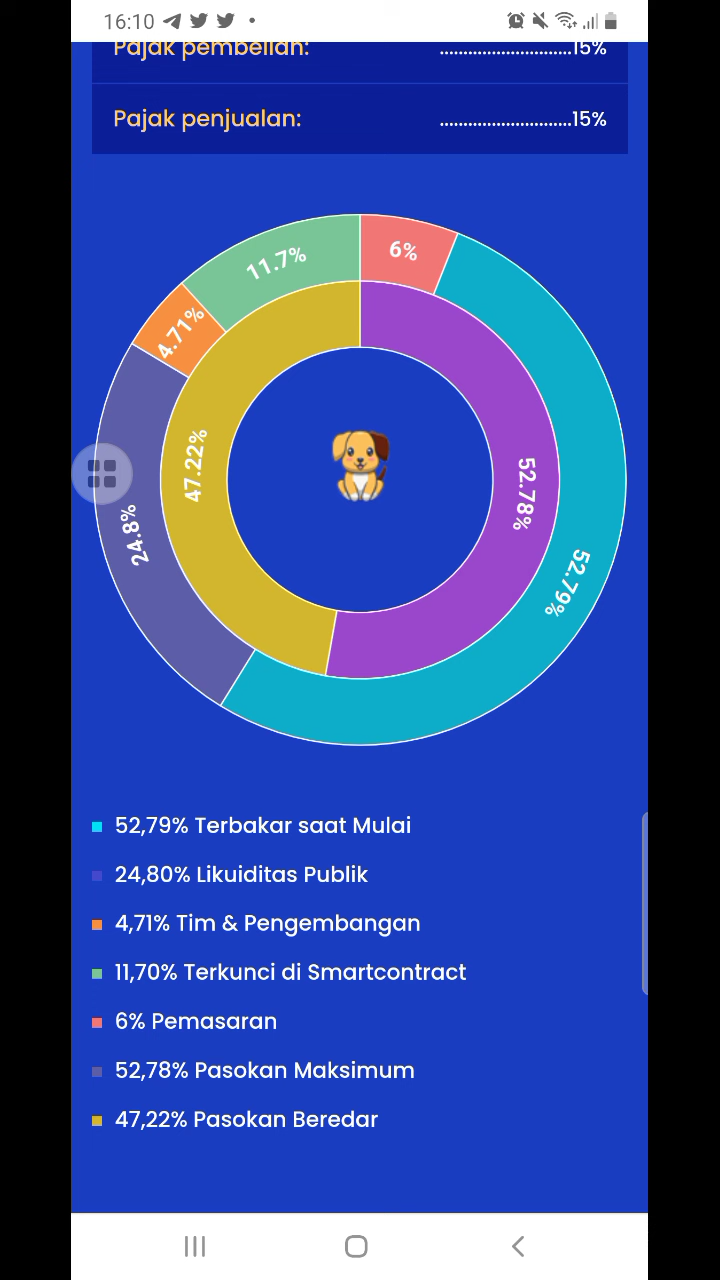 16:10
Pajak pembelian: ...........................15%
Pajak penjualan: ...........................15%
11.7%
6%
4.71%
47.22%
52.78%
24.8%
52.79%
52,79% Terbakar saat Mulai
24,80% Likuiditas Publik
4,71% Tim & Pengembangan
11,70% Terkunci di Smartcontract
6% Pemasaran
52,78% Pasokan Maksimum
47,22% Pasokan Beredar